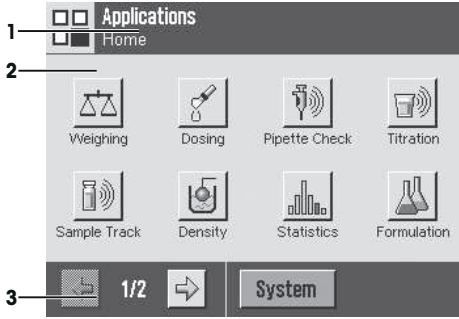 Applications
1 Home
2
Weighing Dosing Pipette Check Titration
Sample Track Density Statistics Formulation
3 1/2 System